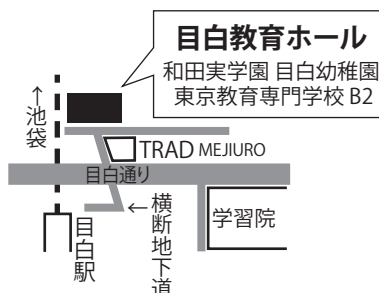 目白教育ホール
和田実学園 目白幼稚園
東京教育専門学校 B2
←池袋
TRAD MEJIURO
目白通り
←横断地下道
学習院
目白駅